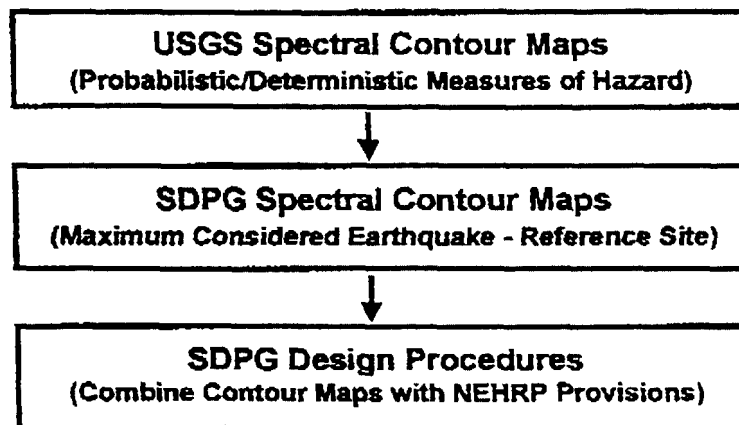 USGS Spectral Contour Maps
(Probabilistic/Deterministic Measures of Hazard)
SDPG Spectral Contour Maps
(Maximum Considered Earthquake - Reference Site)
SDPG Design Procedures
(Combine Contour Maps with NEHRP Provisions)